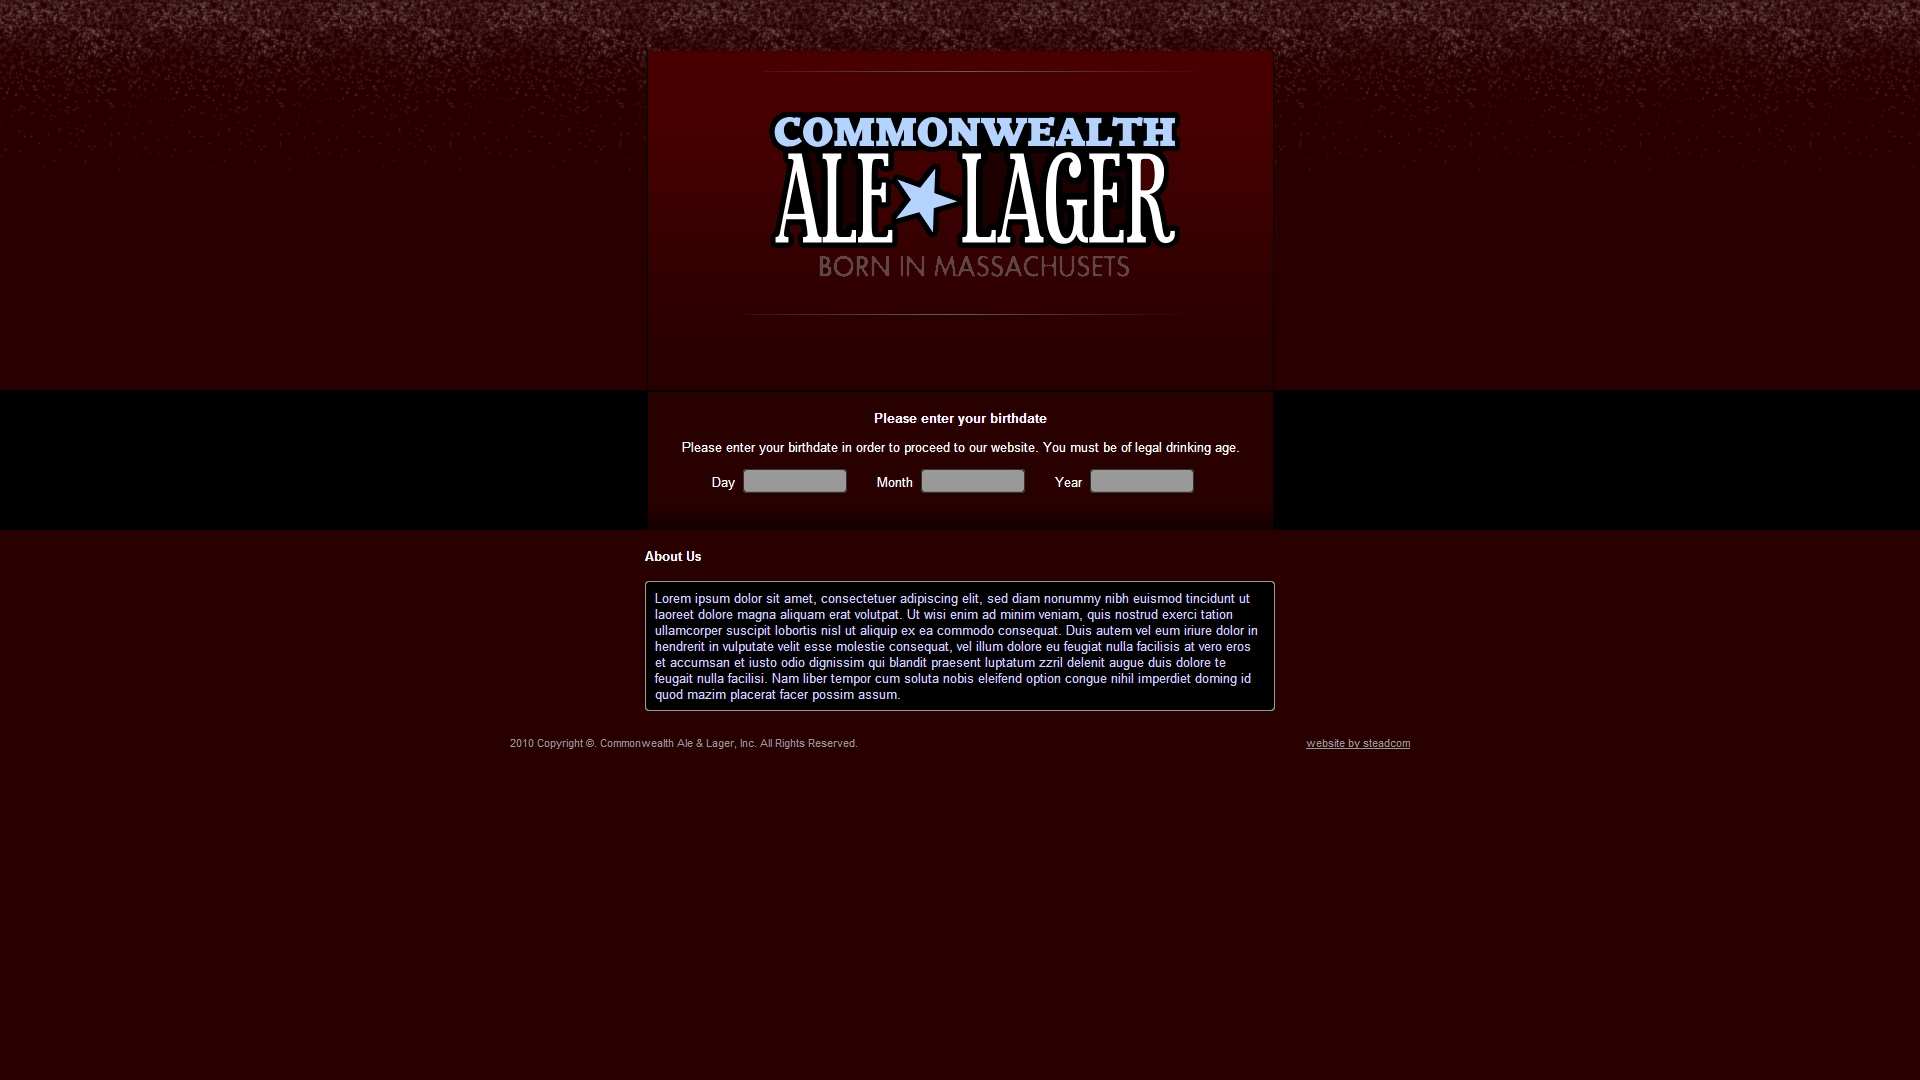 COMMONWEALTH
ALE LAGER
BORN IN MASSACHUSETS
Please enter your birthdate
Please enter your birthdate in order to proceed to our website. You must be of legal drinking age.
Day Month Year
About Us
Lorem ipsum dolor sit amet, consectetuer adipiscing elit, sed diam nonummy nibh euismod tincidunt ut
laoreet dolore magna aliquam erat volutpat. Ut wisi enim ad minim veniam, quis nostrud exerci tation
ullamcorper suscipit lobortis nisl ut aliquip ex ea commodo consequat. Duis autem vel eum iriure dolor in
hendrerit in vulputate velit esse molestie consequat, vel illum dolore eu feugiat nulla facilisis at vero eros
et accumsan et iusto odio dignissim qui blandit praesent luptatum zzril delenit augue duis dolore te
feugait nulla facilisi. Nam liber tempor cum soluta nobis eleifend option congue nihil imperdiet doming id
quod mazim placerat facer possim assum.
2010 Copyright ©. Commonwealth Ale & Lager, Inc. All Rights Reserved. website by steadcom